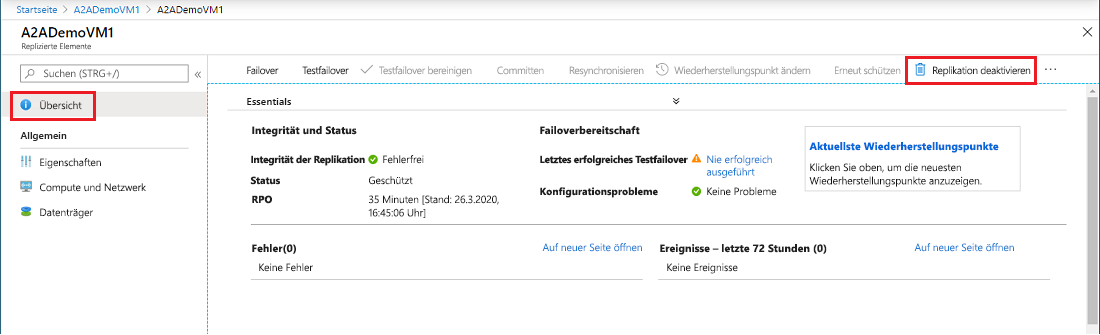 Startseite > A2ADemoVM1 > A2ADemoVM1
A2ADemoVM1
Replizierte Elemente
Suchen (STRG+/)
«
Failover Testfailover Testfailover bereinigen Committen Resynchronisieren Wiederherstellungspunkt ändern Erneut schützen Replikation deaktivieren ...
Übersicht
Allgemein
Eigenschaften
Compute und Netzwerk
Datenträger
Essentials
Integrität und Status
Integrität der Replikation Fehlerfrei
Status Geschützt
RPO 35 Minuten [Stand: 26.3.2020,
16:45:06 Uhr]
Failoverbereitschaft
Letztes erfolgreiches Testfailover Nie erfolgreich
ausgeführt
Konfigurationsprobleme Keine Probleme
Aktuellste Wiederherstellungspunkte
Klicken Sie oben, um die neuesten
Wiederherstellungspunkte anzuzeigen.
Fehler(0) Auf neuer Seite öffnen
Keine Fehler
Ereignisse – letzte 72 Stunden (0) Auf neuer Seite öffnen
Keine Ereignisse